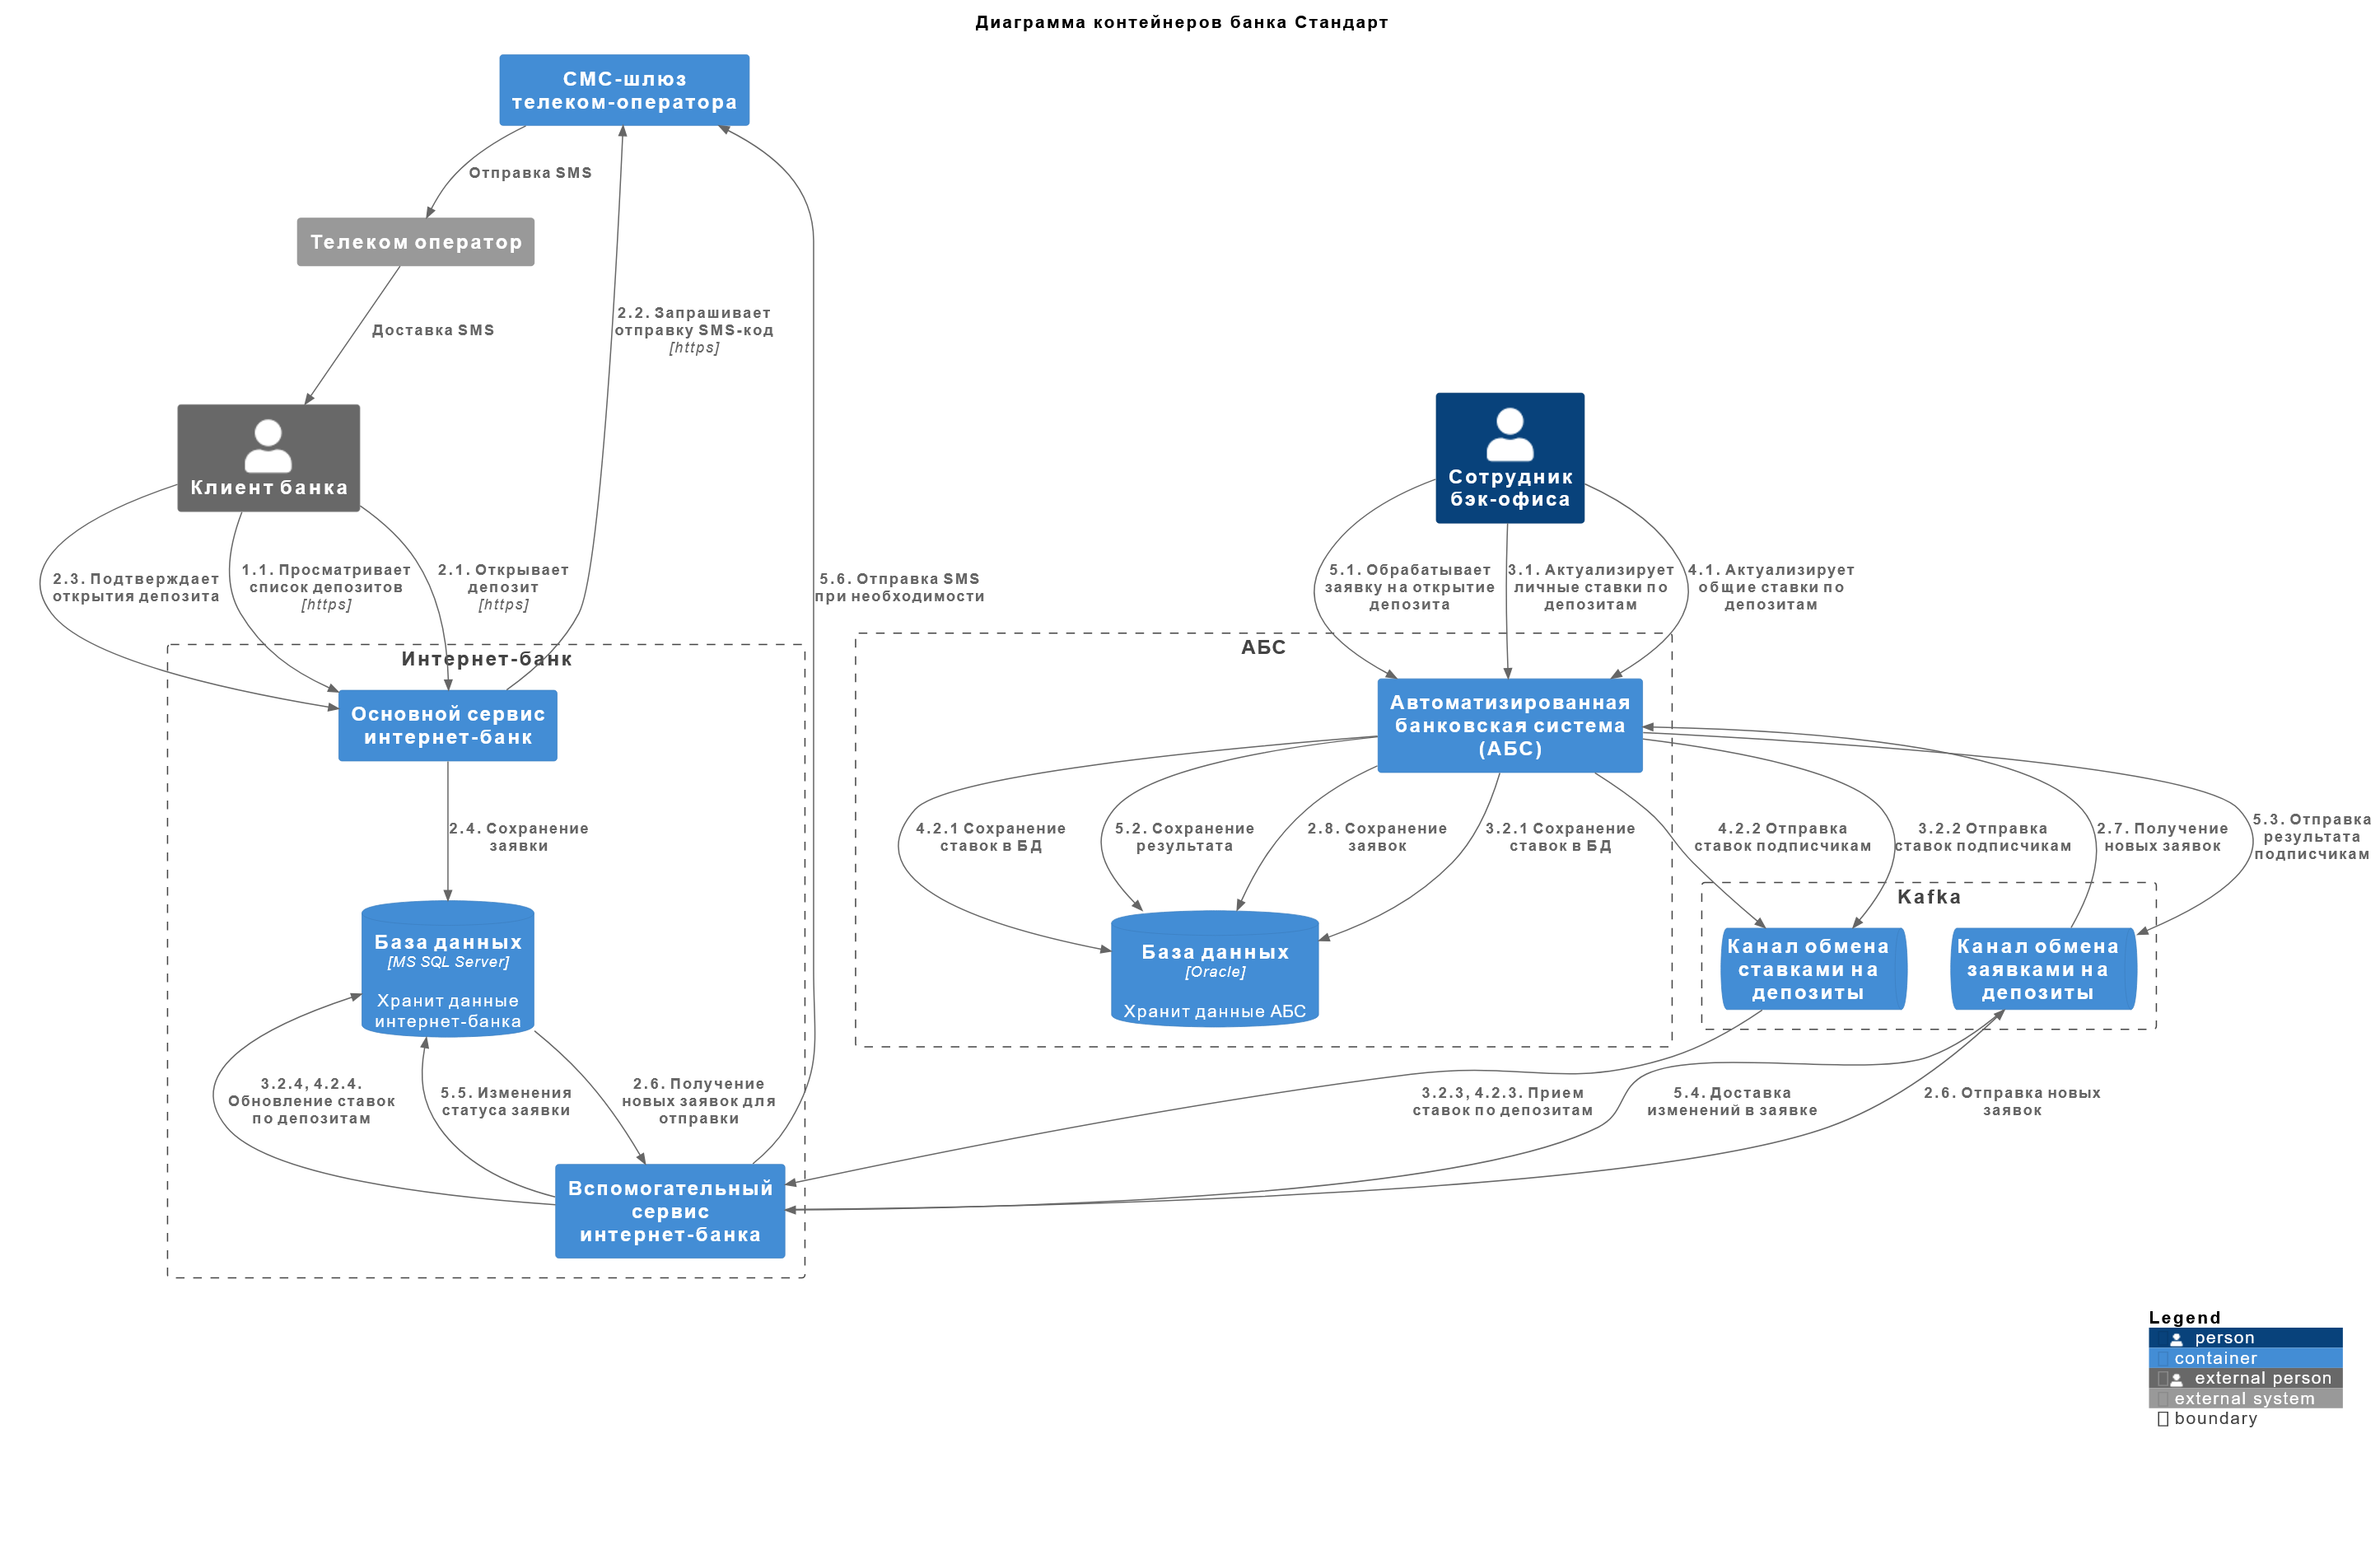 Диаграмма контейнеров банка Стандарт
СМС-шлюз
телеком-оператора
Отправка SMS
Телеком оператор
2.2. Запрашивает
отправку SMS-код
[https]
Доставка SMS
Клиент банка
Сотрудник
бэк-офиса
2.3. Подтверждает
открытия депозита
1.1. Просматривает
список депозитов
[https]
2.1. Открывает
депозит
[https]
5.6. Отправка SMS
при необходимости
5.1. Обрабатывает
заявку на открытие
депозита
3.1. Актуализирует
личные ставки по
депозитам
4.1. Актуализирует
общие ставки по
депозитам
Интернет-банк
АБС
Основной сервис
интернет-банк
Автоматизированная
банковская система
(АБС)
2.4. Сохранение
заявки
4.2.1 Сохранение
ставок в БД
5.2. Сохранение
результата
2.8. Сохранение
заявок
3.2.1 Сохранение
ставок в БД
4.2.2 Отправка
ставок подписчикам
3.2.2 Отправка
ставок подписчикам
2.7. Получение
новых заявок
5.3. Отправка
результата
подписчикам
Kafka
База данных
[MS SQL Server]
Хранит данные
интернет-банка
База данных
[Oracle]
Хранит данные АБС
Канал обмена
ставками на
депозиты
Канал обмена
заявками на
депозиты
3.2.4, 4.2.4.
Обновление ставок
по депозитам
5.5. Изменения
статуса заявки
2.6. Получение
новых заявок для
отправки
3.2.3, 4.2.3. Прием
ставок по депозитам
5.4. Доставка
изменений в заявке
2.6. Отправка новых
заявок
Вспомогательный
сервис
интернет-банка
Legend
person
container
external person
external system
boundary